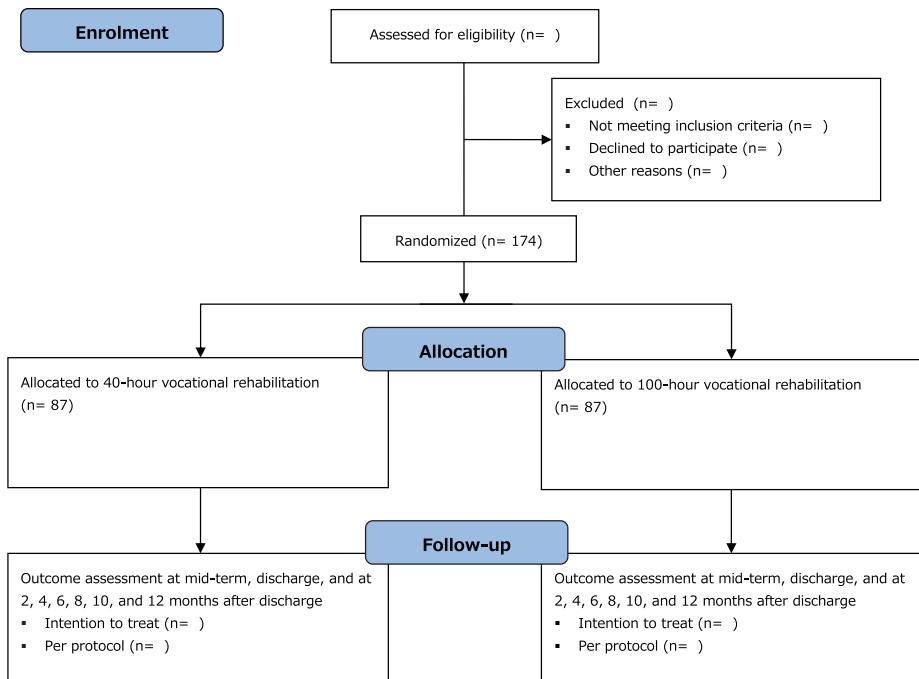 Enrolment
Assessed for eligibility (n=  )
Excluded  (n=  )
▪ Not meeting inclusion criteria (n=  )
▪ Declined to participate (n=  )
▪ Other reasons (n=  )
Randomized (n= 174)
Allocation
Allocated to 40-hour vocational rehabilitation
(n= 87)
Allocated to 100-hour vocational rehabilitation
(n= 87)
Follow-up
Outcome assessment at mid-term, discharge, and at
2, 4, 6, 8, 10, and 12 months after discharge
▪ Intention to treat (n=  )
▪ Per protocol (n=  )
Outcome assessment at mid-term, discharge, and at
2, 4, 6, 8, 10, and 12 months after discharge
▪ Intention to treat (n=  )
▪ Per protocol (n=  )